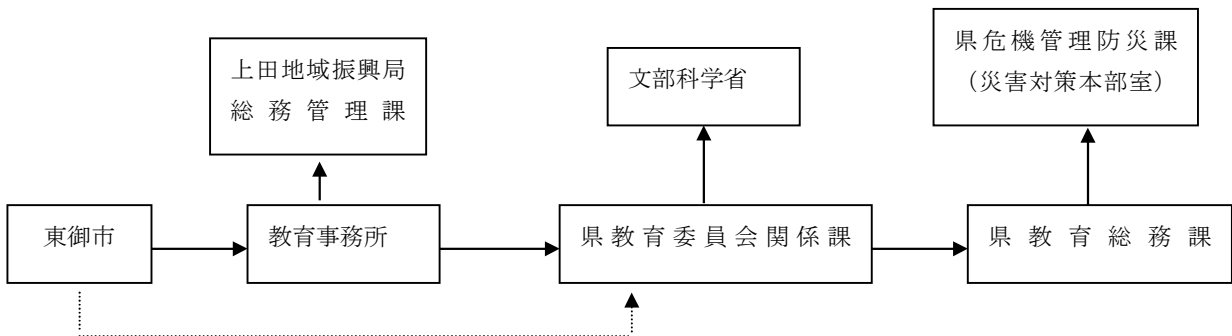 上田地域振興局
総務管理課
文部科学省
県危機管理防災課
（災害対策本部室）
東御市
教育事務所
県教育委員会関係課
県教育総務課